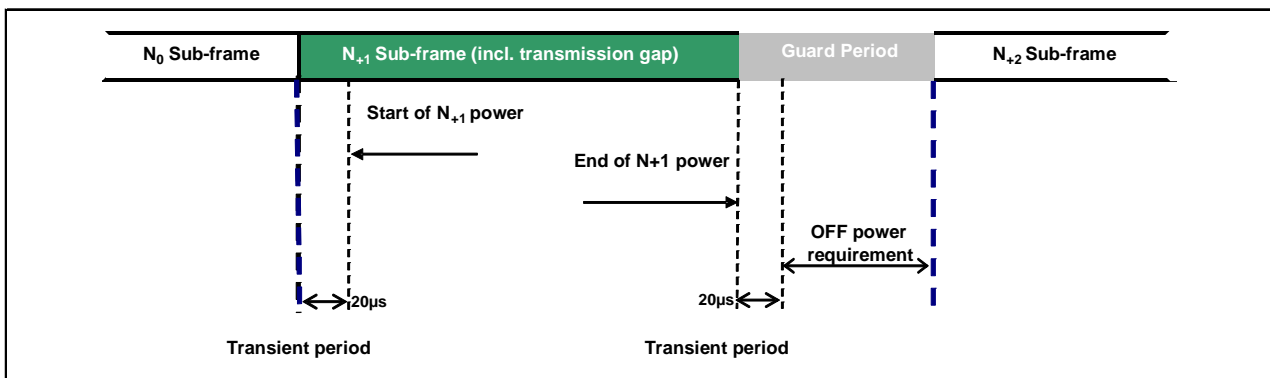 N0 Sub-frame
N+1 Sub-frame (incl. transmission gap)
Guard Period
N+2 Sub-frame
Start of N+1 power
End of N+1 power
OFF power
requirement
20µs
20µs
Transient period
Transient period